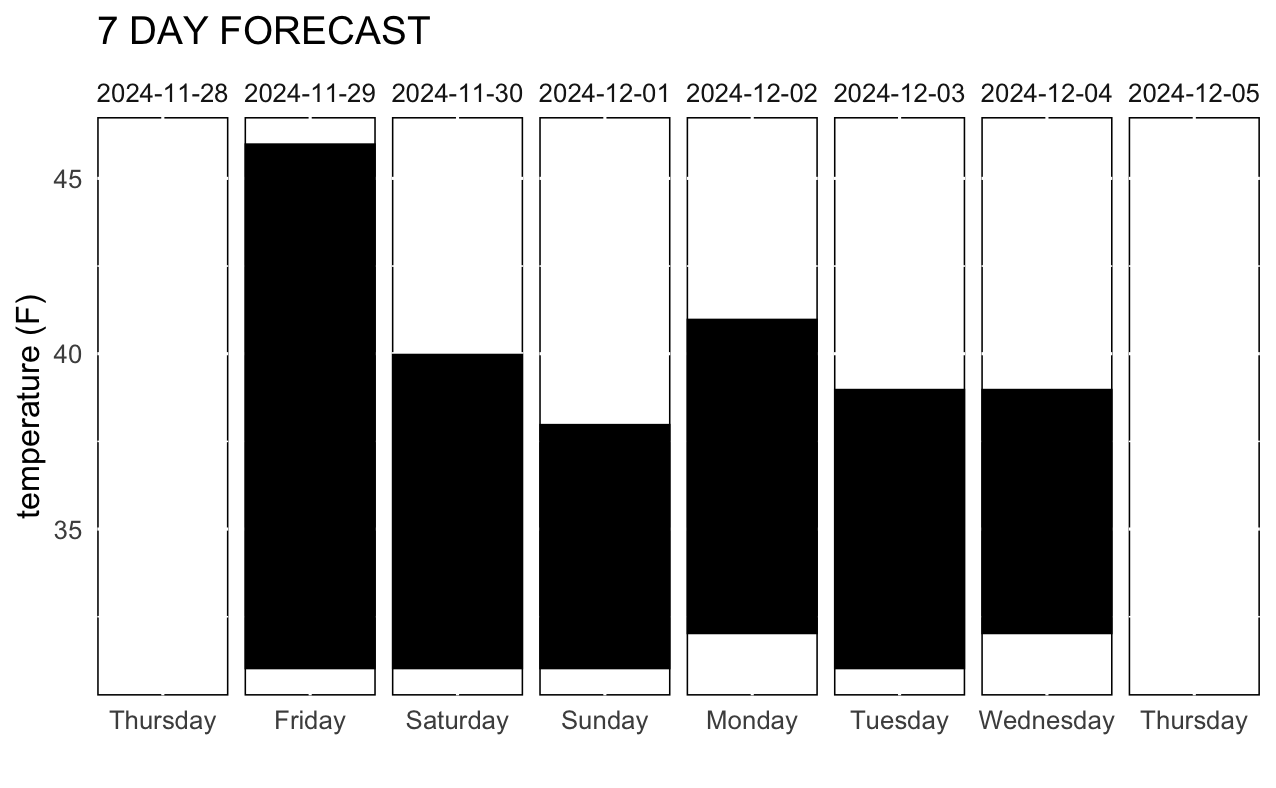 7 DAY FORECAST
2024-11-28 2024-11-29 2024-11-30 2024-12-01 2024-12-02 2024-12-03 2024-12-04 2024-12-05
temperature (F)
45
40
35
Thursday Friday Saturday Sunday Monday Tuesday Wednesday Thursday